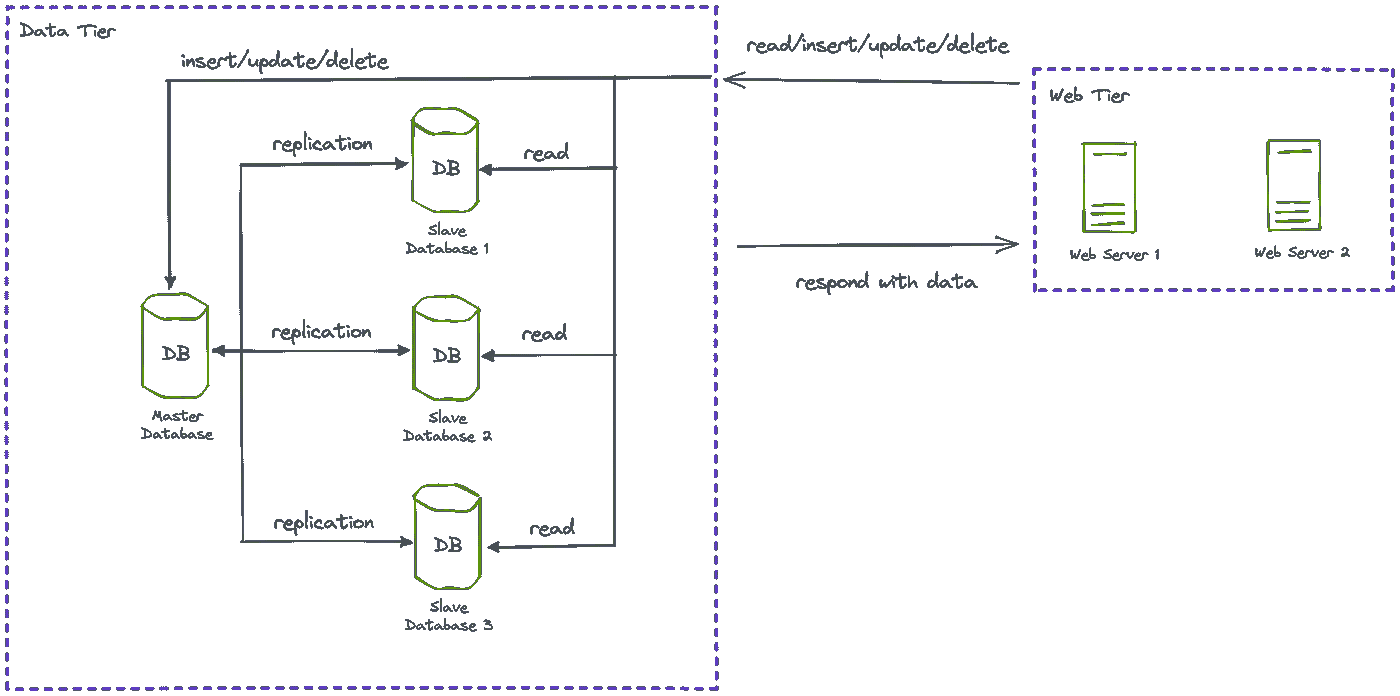 Data Tier
insert/update/delete
read/insert/update/delete
Web Tier
replication
DB
read
Slave
Database 1
Web Server 1
Web Server 2
respond with data
DB
Master
Database
replication
DB
read
Slave
Database 2
replication
DB
read
Slave
Database 3